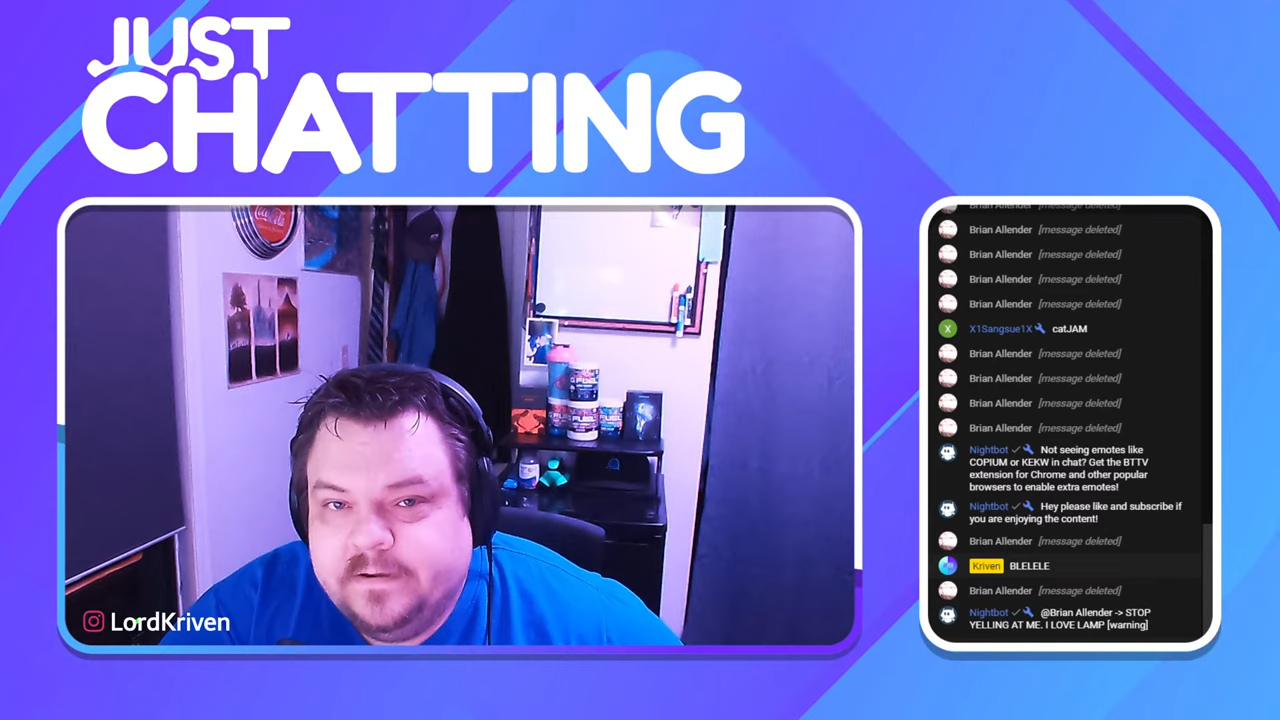 JUST
CHATTING
Coca-Cola
G FUEL
LordKriven
Brian Allender [message deleted]
Brian Allender [message deleted]
Brian Allender [message deleted]
Brian Allender [message deleted]
Brian Allender [message deleted]
X X1Sangsue1X catJAM
Brian Allender [message deleted]
Brian Allender [message deleted]
Brian Allender [message deleted]
Brian Allender [message deleted]
Nightbot Not seeing emotes like
COPIUM or KEKW in chat? Get the BTTV
extension for Chrome and other popular
browsers to enable extra emotes!
Nightbot Hey please like and subscribe if
you are enjoying the content!
Brian Allender [message deleted]
Kriven BLELELE
Brian Allender [message deleted]
Nightbot @Brian Allender -> STOP
YELLING AT ME. I LOVE LAMP [warning]